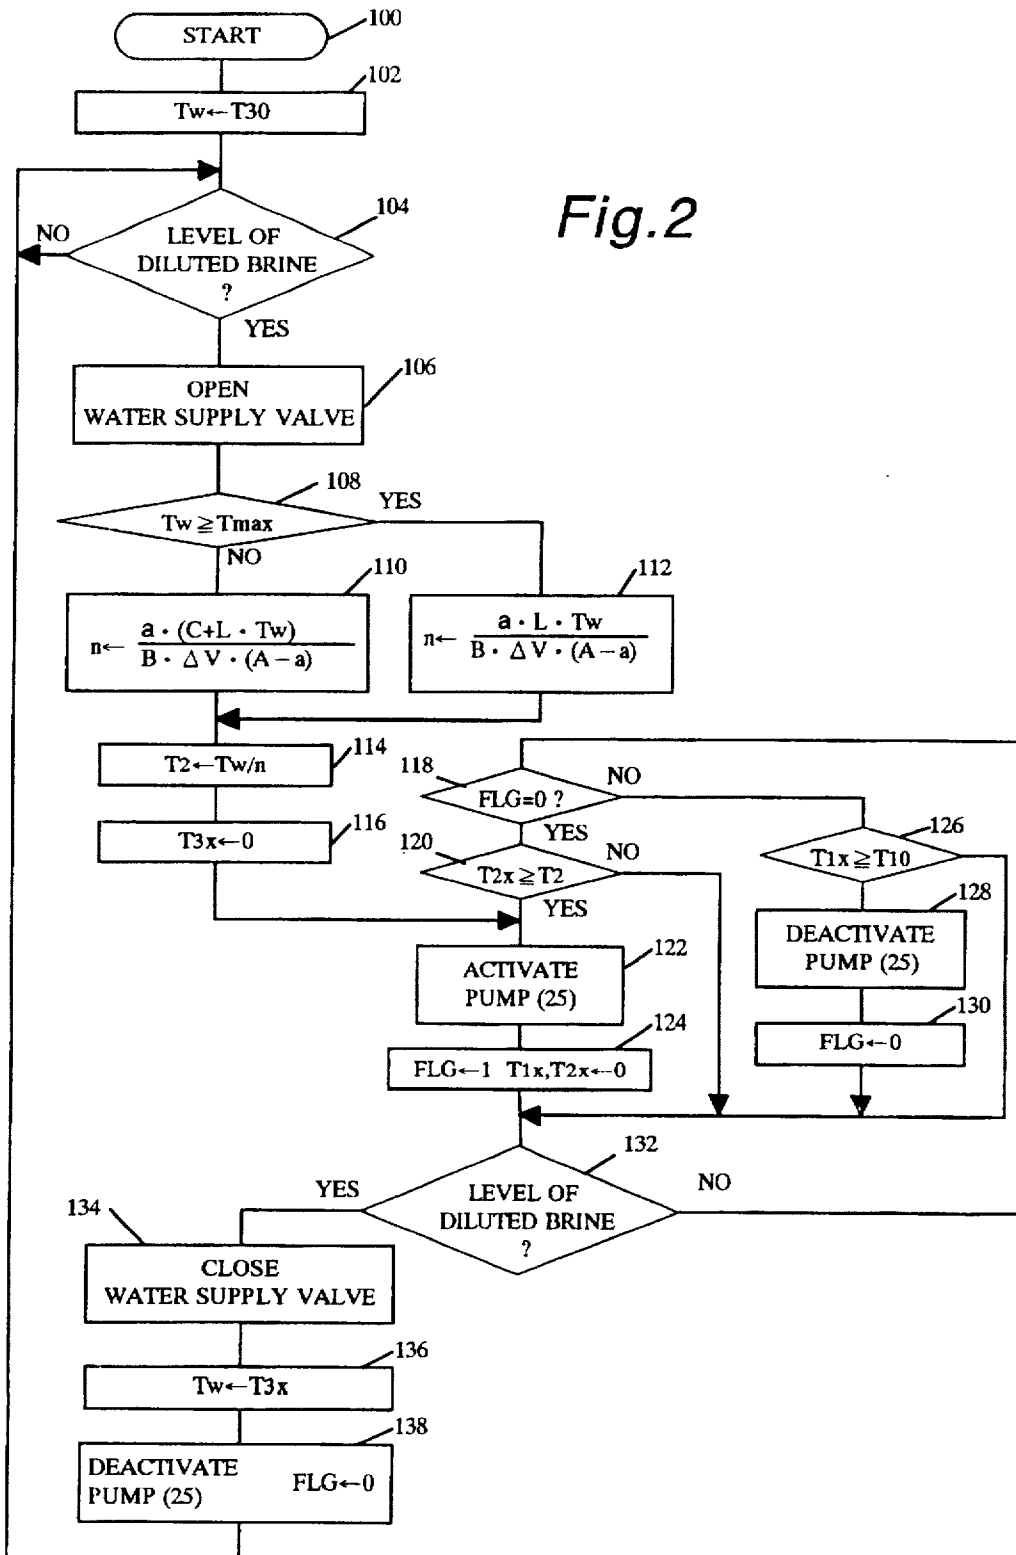 START
100
102
Tw←T30
Fig.2
104
NO
LEVEL OF
DILUTED BRINE
?
YES
106
OPEN
WATER SUPPLY VALVE
108
YES
Tw≧Tmax
NO
110
n← a・(C+L・Tw)
B・ΔV・(A−a)
112
n← a・L・Tw
B・ΔV・(A−a)
114
T2←Tw/n
116
T3x←0
118
NO
FLG=0 ?
YES
120
NO
T2x≧T2
YES
126
T1x≧T10
128
DEACTIVATE
PUMP (25)
130
FLG←0
122
ACTIVATE
PUMP (25)
124
FLG←1 T1x,T2x←0
132
YES
NO
LEVEL OF
DILUTED BRINE
?
134
CLOSE
WATER SUPPLY VALVE
136
Tw←T3x
138
DEACTIVATE
PUMP (25)
FLG←0